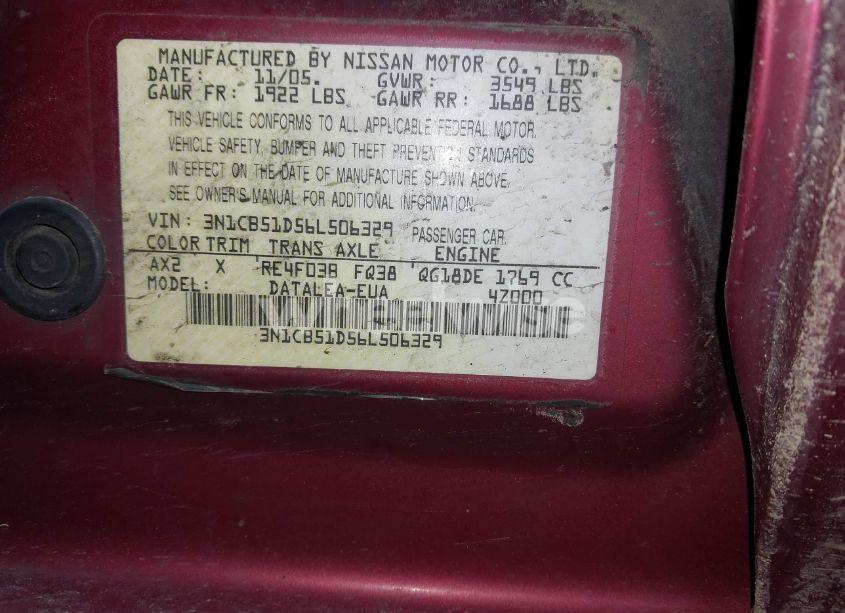 MANUFACTURED BY NISSAN MOTOR CO., LTD.
DATE: 11/05. GVWR: 3549 LBS
GAWR FR: 1922 LBS GAWR RR: 1688 LBS
THIS VEHICLE CONFORMS TO ALL APPLICABLE FEDERAL MOTOR
VEHICLE SAFETY, BUMPER AND THEFT PREVENTION STANDARDS
IN EFFECT ON THE DATE OF MANUFACTURE SHOWN ABOVE.
SEE OWNER'S MANUAL FOR ADDITIONAL INFORMATION.
VIN: 3N1CB51D56L506329 PASSENGER CAR.
COLOR TRIM TRANS AXLE ENGINE
AX2 X RE4F03B FQ38 QG18DE 1769 CC
MODEL: DATALEA-EUA 4Z000
3N1CB51D56L506329